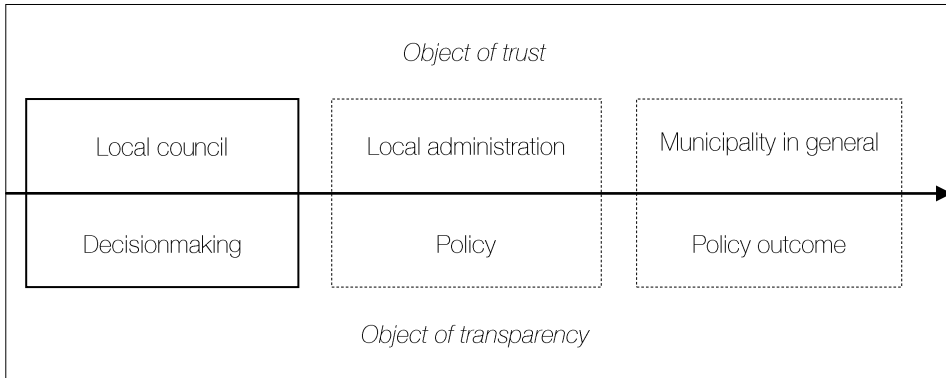 Object of trust
Local council
Local administration
Municipality in general
Decisionmaking
Policy
Policy outcome
Object of transparency